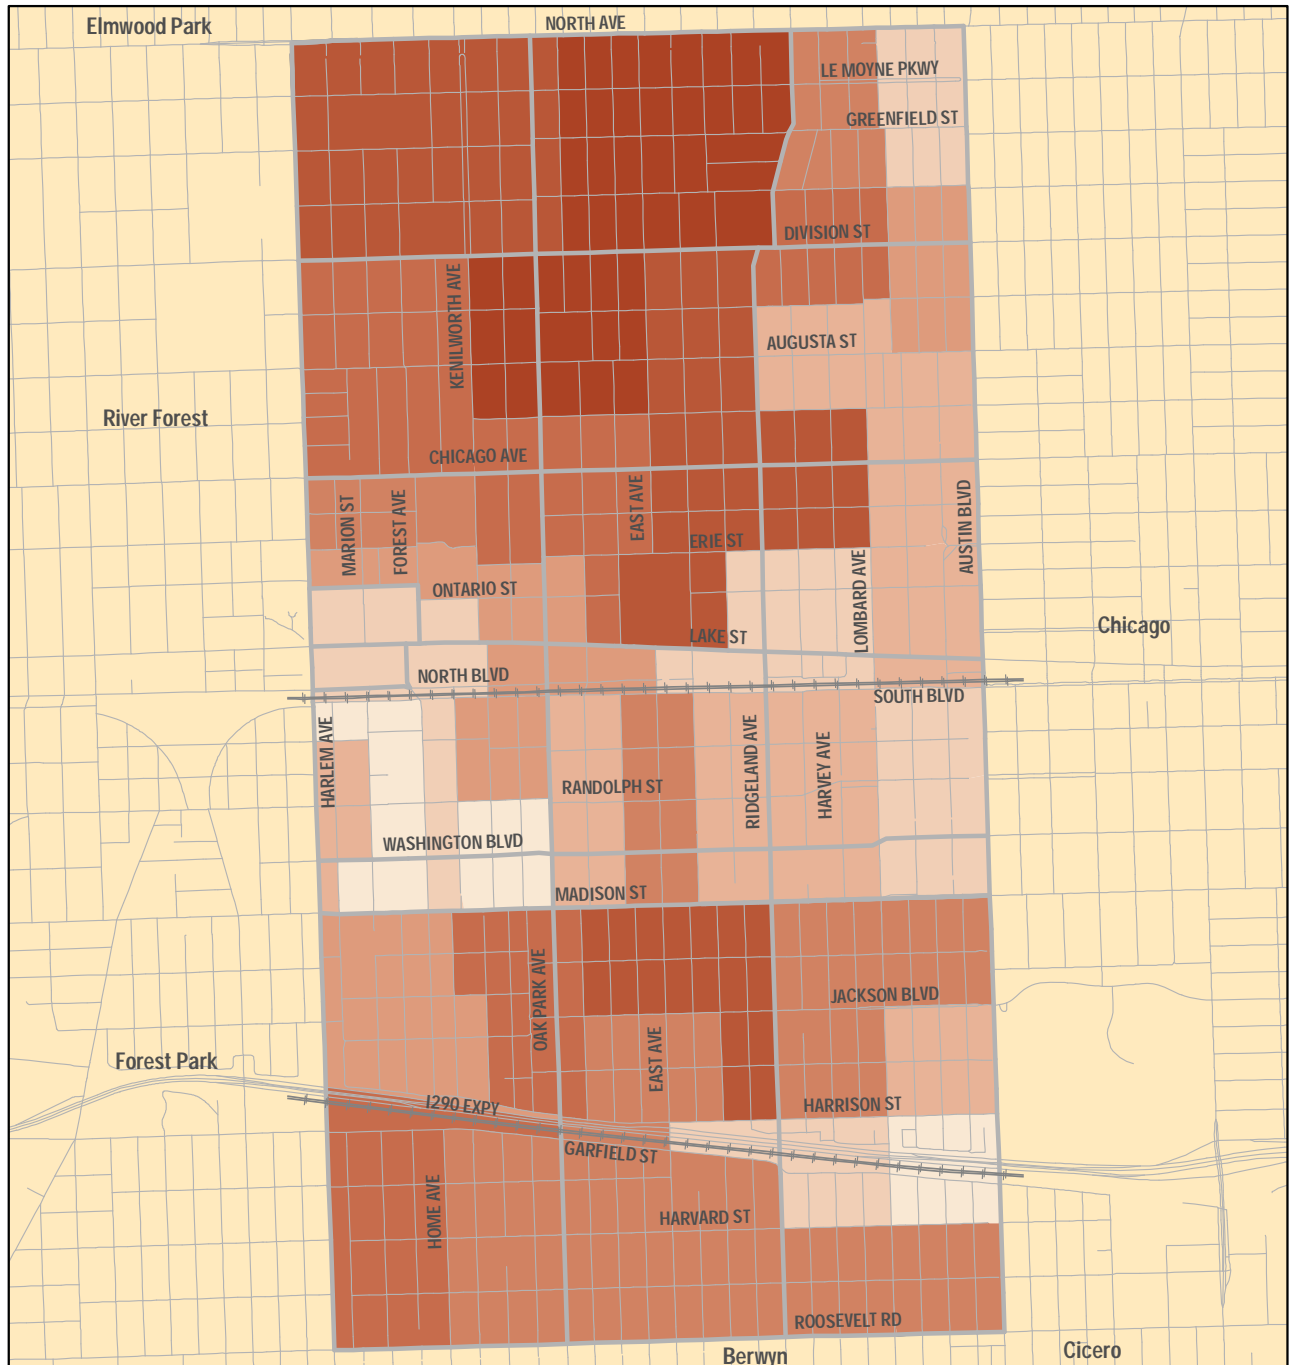 NORTH AVE
Elmwood Park
LE MOYNE PKWY
GREENFIELD ST
DIVISION ST
KENILWORTH AVE
AUGUSTA ST
River Forest
CHICAGO AVE
MARION ST
FOREST AVE
EAST AVE
ERIE ST
AUSTIN BLVD
ONTARIO ST
LOMBARD AVE
LAKE ST
Chicago
NORTH BLVD
SOUTH BLVD
HARLEM AVE
RANDOLPH ST
RIDGELAND AVE
HARVEY AVE
WASHINGTON BLVD
MADISON ST
OAK PARK AVE
JACKSON BLVD
EAST AVE
Forest Park
I290 EXPY
HARRISON ST
GARFIELD ST
HOME AVE
HARVARD ST
ROOSEVELT RD
Berwyn
Cicero